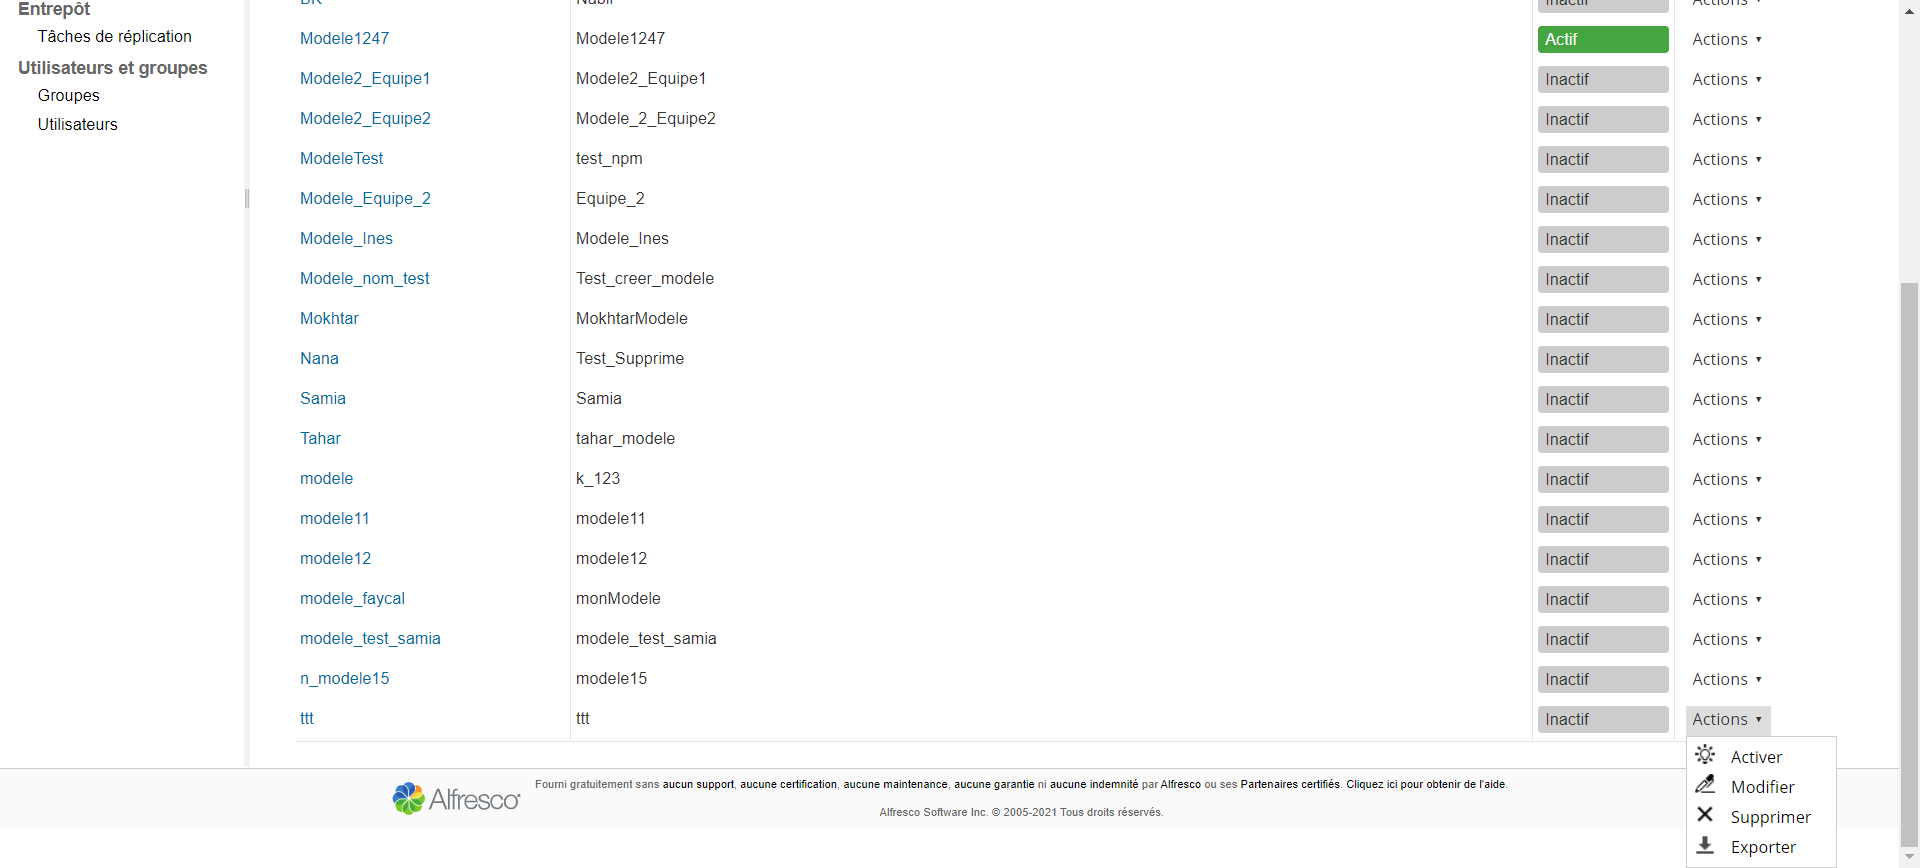 Entrepôt
Tâches de réplication
Utilisateurs et groupes
Groupes
Utilisateurs
Modele1247 Modele1247 Actif Actions
Modele2_Equipe1 Modele2_Equipe1 Inactif Actions
Modele2_Equipe2 Modele_2_Equipe2 Inactif Actions
ModeleTest test_npm Inactif Actions
Modele_Equipe_2 Equipe_2 Inactif Actions
Modele_Ines Modele_Ines Inactif Actions
Modele_nom_test Test_creer_modele Inactif Actions
Mokhtar MokhtarModele Inactif Actions
Nana Test_Supprime Inactif Actions
Samia Samia Inactif Actions
Tahar tahar_modele Inactif Actions
modele k_123 Inactif Actions
modele11 modele11 Inactif Actions
modele12 modele12 Inactif Actions
modele_faycal monModele Inactif Actions
modele_test_samia modele_test_samia Inactif Actions
n_modele15 modele15 Inactif Actions
ttt ttt Inactif Actions
Activer
Modifier
Supprimer
Exporter
Alfresco
Fourni gratuitement sans aucun support, aucune certification, aucune maintenance, aucune garantie ni aucune indemnité par Alfresco ou ses Partenaires certifiés. Cliquez ici pour obtenir de l'aide.
Alfresco Software Inc. © 2005-2021 Tous droits réservés.